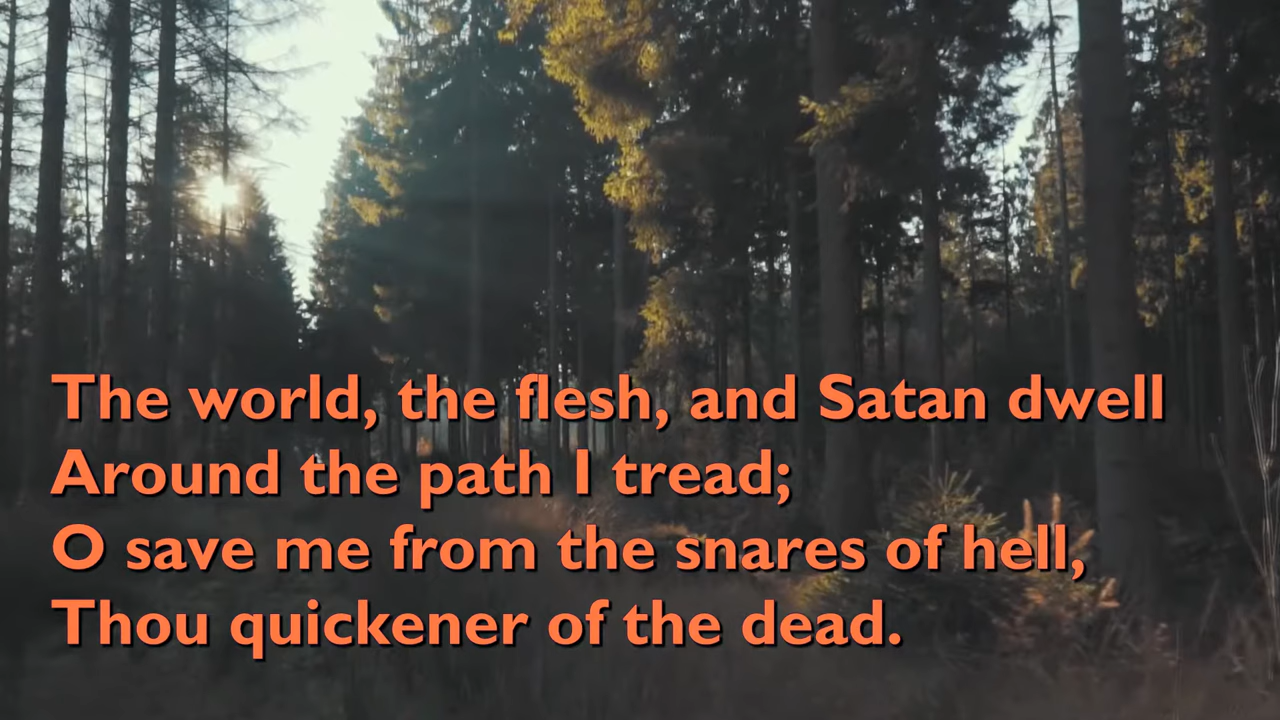 The world, the flesh, and Satan dwell
Around the path I tread;
O save me from the snares of hell,
Thou quickener of the dead.